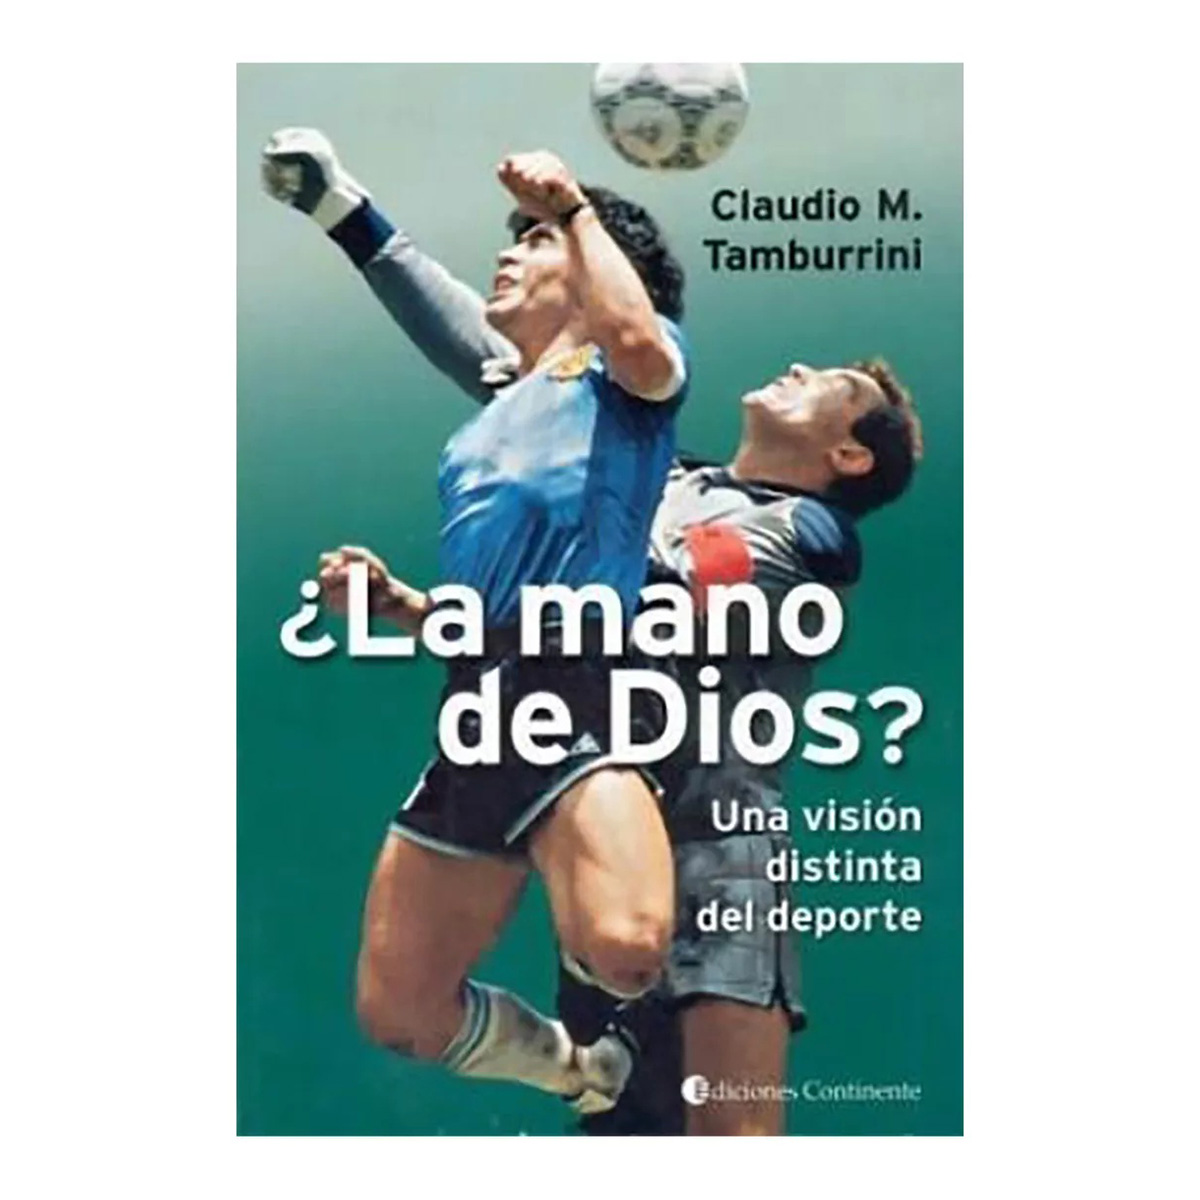 Claudio M.
Tamburrini
¿La mano
de Dios?
Una visión
distinta
del deporte
Ediciones Continente